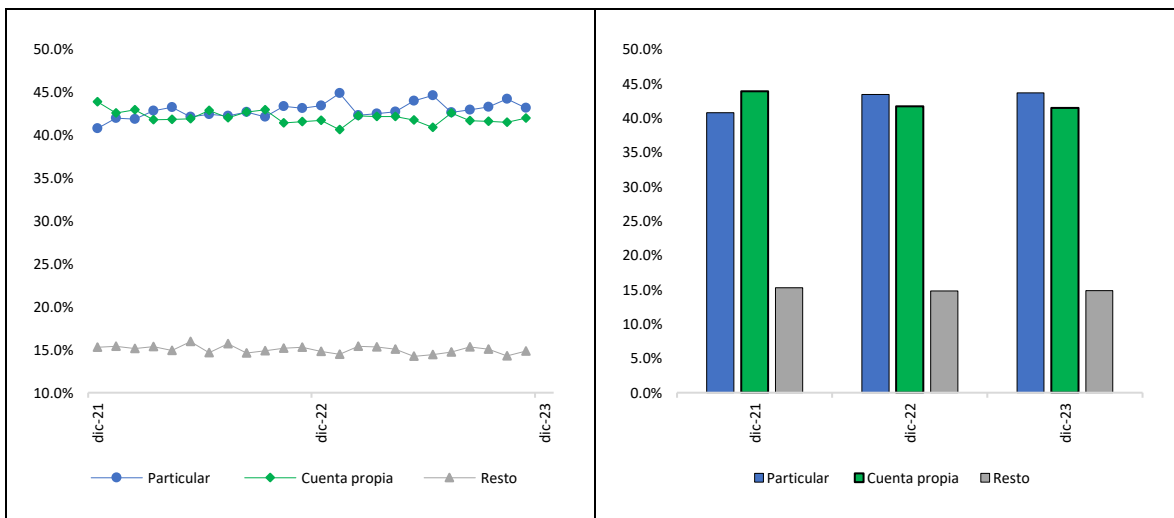 50.0%
45.0%
40.0%
35.0%
30.0%
25.0%
20.0%
15.0%
10.0%
dic-21
dic-22
dic-23
Particular
Cuenta propia
Resto
50.0%
45.0%
40.0%
35.0%
30.0%
25.0%
20.0%
15.0%
10.0%
5.0%
0.0%
dic-21
dic-22
dic-23
Particular
Cuenta propia
Resto